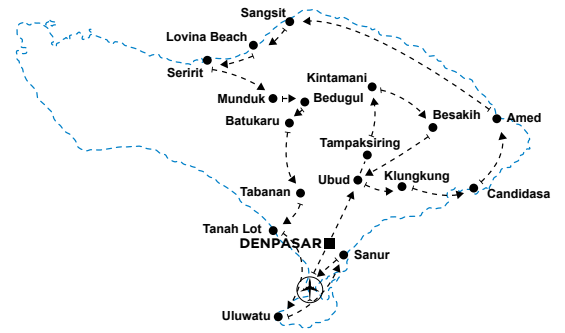 Sangsit
Lovina Beach
Seririt
Kintamani
Munduk
Bedugul
Besakih
Amed
Batukaru
Tampaksiring
Ubud
Klungkung
Candidasa
Tabanan
Tanah Lot
DENPASAR
Sanur
Uluwatu